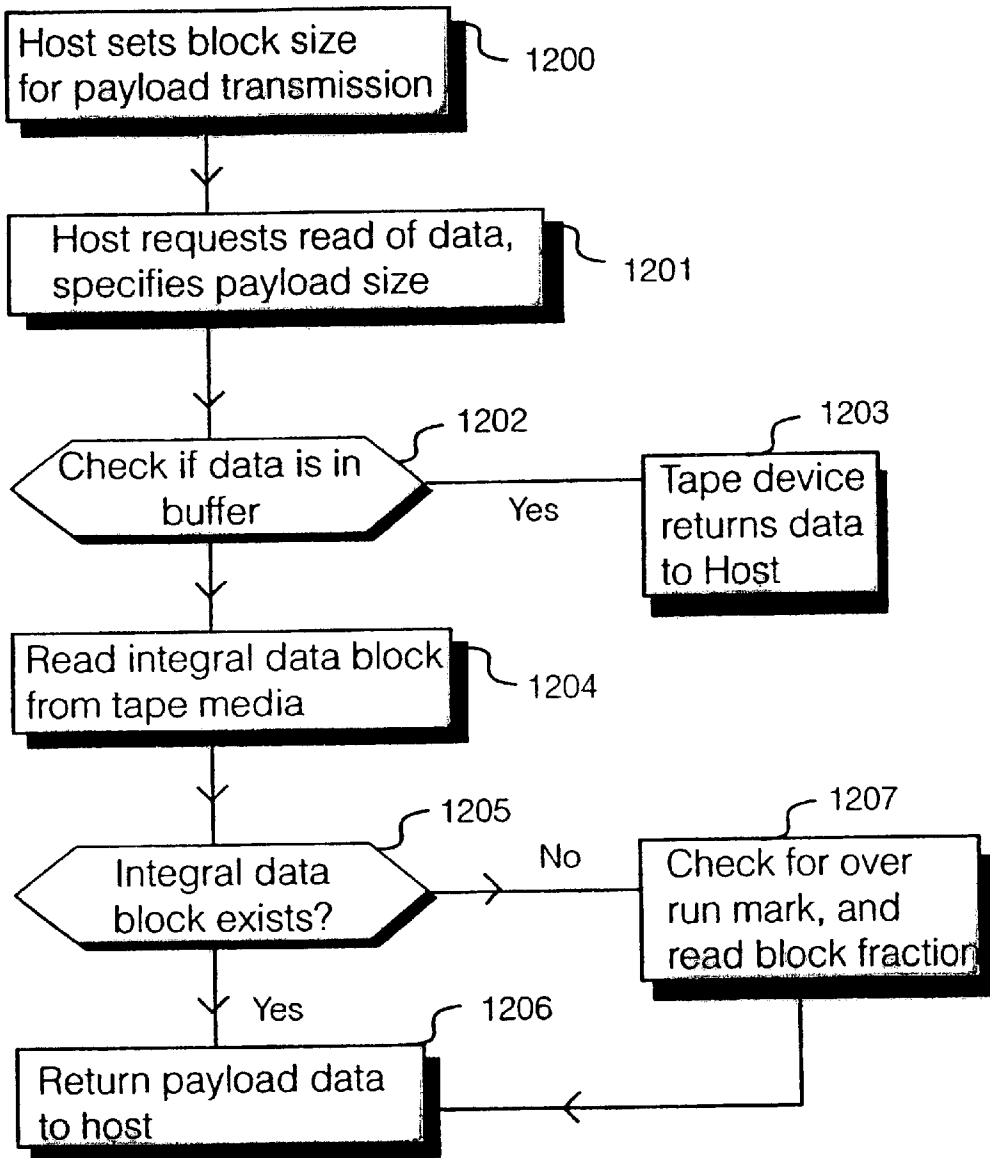 Host sets block size
for payload transmission
1200
Host requests read of data,
specifies payload size
1201
1202
Check if data is in
buffer
Yes
1203
Tape device
returns data
to Host
Read integral data block
from tape media
1204
1205
Integral data
block exists?
No
1207
Check for over
run mark, and
read block fraction
Yes
1206
Return payload data
to host